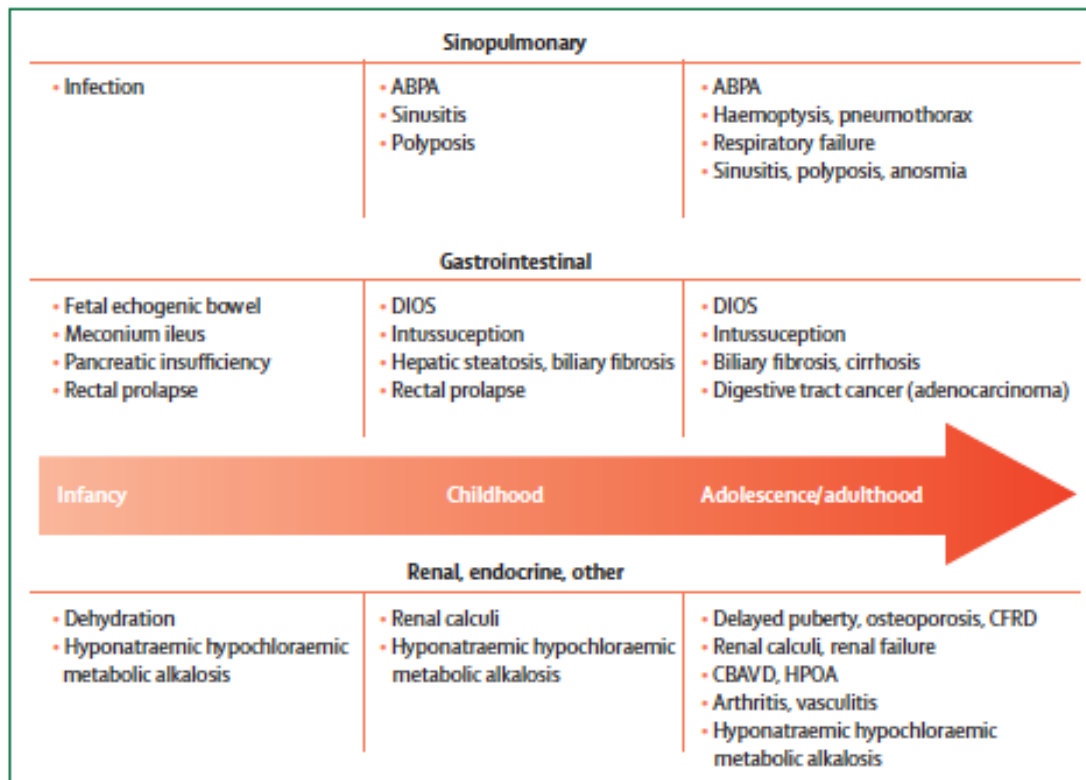 Sinopulmonary
• Infection
• ABPA
• Sinusitis
• Polyposis
• ABPA
• Haemoptysis, pneumothorax
• Respiratory failure
• Sinusitis, polyposis, anosmia
Gastrointestinal
• Fetal echogenic bowel
• Meconium ileus
• Pancreatic insufficiency
• Rectal prolapse
• DIOS
• Intussuception
• Hepatic steatosis, biliary fibrosis
• Rectal prolapse
• DIOS
• Intussuception
• Biliary fibrosis, cirrhosis
• Digestive tract cancer (adenocarcinoma)
Infancy
Childhood
Adolescence/adulthood
Renal, endocrine, other
• Dehydration
• Hyponatraemic hypochloraemic
metabolic alkalosis
• Renal calculi
• Hyponatraemic hypochloraemic
metabolic alkalosis
• Delayed puberty, osteoporosis, CFRD
• Renal calculi, renal failure
• CBAVD, HPOA
• Arthritis, vasculitis
• Hyponatraemic hypochloraemic
metabolic alkalosis